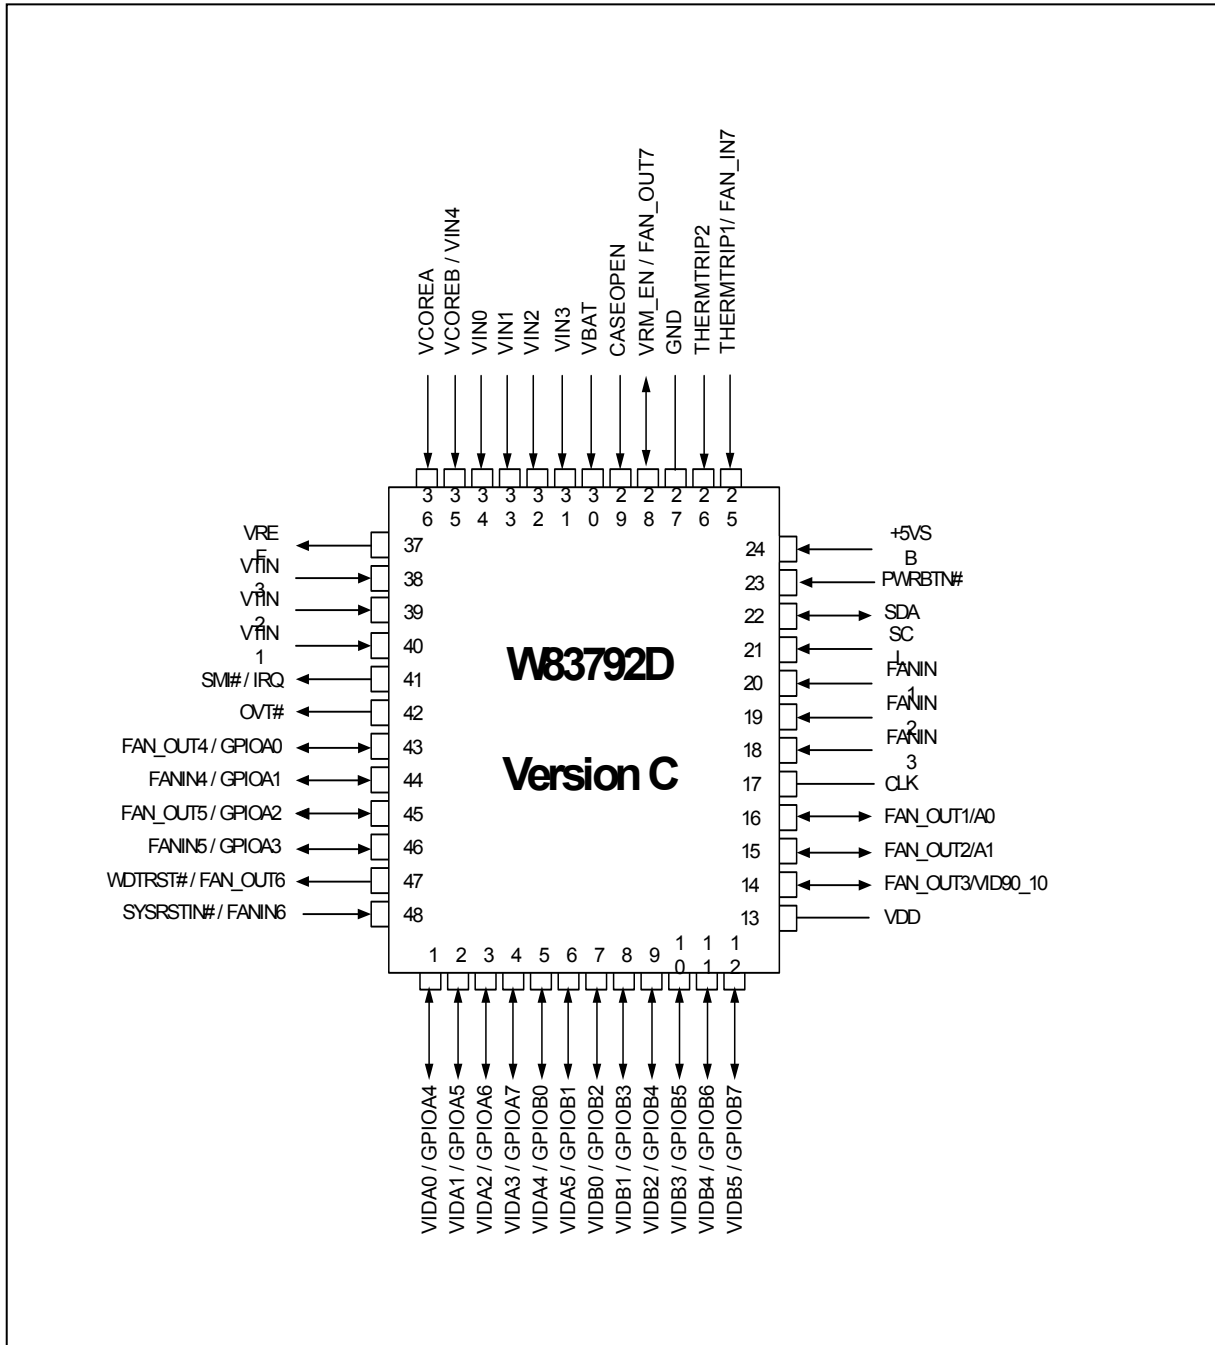 VCOREA
VCOREB / VIN4
VIN0
VIN1
VIN2
VIN3
VBAT
CASEOPEN
VRM_EN / FAN_OUT7
GND
THERMTRIP2
THERMTRIP1/ FAN_IN7
36
35
34
33
32
31
30
29
28
27
26
25
VREF
37
VTIN3
38
VTIN2
39
VTIN1
40
SMI# / IRQ
41
OVT#
42
FAN_OUT4 / GPIOA0
43
FANIN4 / GPIOA1
44
FAN_OUT5 / GPIOA2
45
FANIN5 / GPIOA3
46
WDTRST# / FAN_OUT6
47
SYSRSTIN# / FANIN6
48
W83792D
Version C
24
+5VSB
23
PWRBTN#
22
SDA
21
SCL
20
FANIN1
19
FANIN2
18
FANIN3
17
CLK
16
FAN_OUT1/A0
15
FAN_OUT2/A1
14
FAN_OUT3/VID90_10
13
VDD
1
2
3
4
5
6
7
8
9
10
11
12
VIDA0 / GPIOA4
VIDA1 / GPIOA5
VIDA2 / GPIOA6
VIDA3 / GPIOA7
VIDA4 / GPIOB0
VIDA5 / GPIOB1
VIDB0 / GPIOB2
VIDB1 / GPIOB3
VIDB2 / GPIOB4
VIDB3 / GPIOB5
VIDB4 / GPIOB6
VIDB5 / GPIOB7